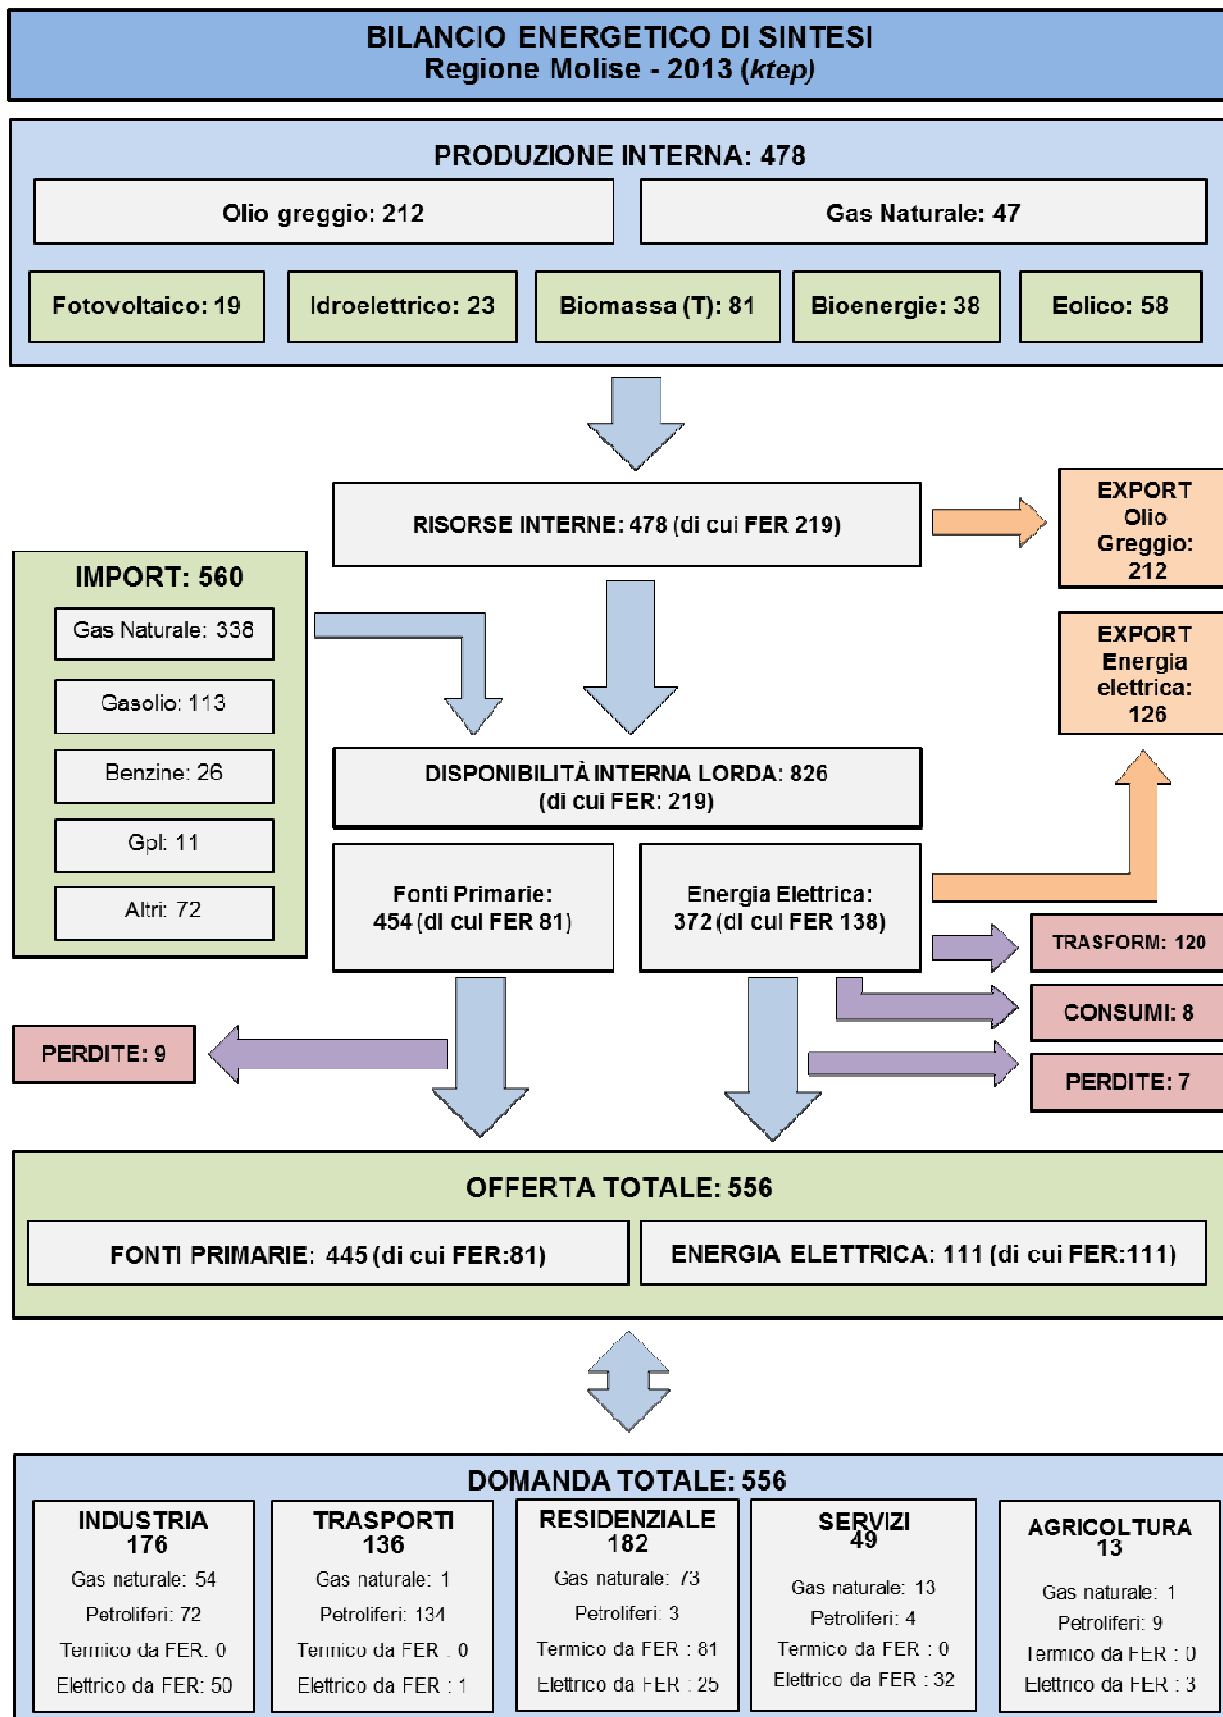 BILANCIO ENERGETICO DI SINTESI
Regione Molise - 2013 (ktep)
PRODUZIONE INTERNA: 478
Olio greggio: 212
Gas Naturale: 47
Fotovoltaico: 19
Idroelettrico: 23
Biomassa (T): 81
Bioenergie: 38
Eolico: 58
RISORSE INTERNE: 478 (di cui FER 219)
EXPORT
Olio
Greggio:
212
IMPORT: 560
Gas Naturale: 338
Gasolio: 113
Benzine: 26
Gpl: 11
Altri: 72
EXPORT
Energia
elettrica:
126
DISPONIBILITÀ INTERNA LORDA: 826
(di cui FER: 219)
Fonti Primarie:
454 (di cui FER 81)
Energia Elettrica:
372 (di cui FER 138)
TRASFORM: 120
CONSUMI: 8
PERDITE: 9
PERDITE: 7
OFFERTA TOTALE: 556
FONTI PRIMARIE: 445 (di cui FER:81)
ENERGIA ELETTRICA: 111 (di cui FER:111)
DOMANDA TOTALE: 556
INDUSTRIA
176
Gas naturale: 54
Petroliferi: 72
Termico da FER: 0
Elettrico da FER: 50
TRASPORTI
136
Gas naturale: 1
Petroliferi: 134
Termico da FER : 0
Elettrico da FER : 1
RESIDENZIALE
182
Gas naturale: 73
Petroliferi: 3
Termico da FER : 81
Elettrico da FER : 25
SERVIZI
49
Gas naturale: 13
Petroliferi: 4
Termico da FER : 0
Elettrico da FER : 32
AGRICOLTURA
13
Gas naturale: 1
Petroliferi: 9
Termico da FER : 0
Elettrico da FER : 3